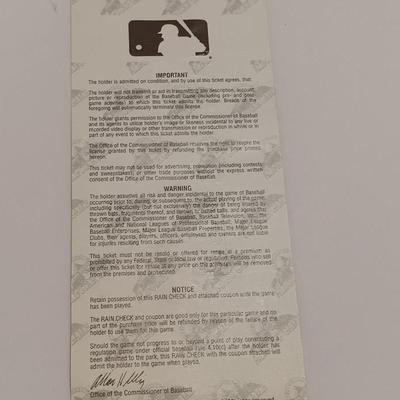 IMPORTANT
The holder is admitted on condition, and by use of this ticket agrees, that:
The holder will not transmit or aid in transmitting any description, account,
picture or reproduction of the Baseball Game (including pre- and post-
game activities) to which this ticket admits the holder. Breach of the
foregoing will automatically terminate this license.
The holder grants permission to the Office of the Commissioner of Baseball
and its agents to utilize holder's image or likeness incidental to any live or
recorded video display or other transmission or reproduction in whole or in
part of any event to which this ticket admits the holder.
The Office of the Commissioner of Baseball reserves the right to revoke the
license granted by this ticket by refunding the purchase price printed
hereon.
This ticket may not be used for advertising, promotion (including contests
and sweepstakes), or other trade purposes without the express written
consent of the Office of the Commissioner of Baseball.
WARNING
The holder assumes all risk and danger incidental to the game of Baseball
occurring prior to, during, or subsequent to, the actual playing of the game,
including specifically (but not exclusively) the danger of being injured by
thrown bats, fragments thereof, and thrown or batted balls, and agrees that
the Office of the Commissioner of Baseball, Baseball Television, Inc., the
American and National Leagues of Professional Baseball, Major League
Baseball Enterprises, Major League Baseball Properties, the Major League
Clubs, their agents, players, officers, employees and owners are not liable
for injuries resulting from such causes.
This ticket must not be resold or offered for resale at a premium as
prohibited by any Federal, State or local law or regulation. Persons who sell
or offer this ticket for resale at any price on the premises will be removed
from the premises and prosecuted.
NOTICE
Retain possession of this RAIN CHECK and attached coupon until the game
has been played.
The RAIN CHECK and coupon are good only for this particular game and no
part of the purchase price will be refunded by reason of the failure of the
holder to use them for this game.
Should the game not progress to or beyond a point of play constituting a
regulation game under official baseball rule 4.10(c) after the holder has
been admitted to the park, this RAIN CHECK with the coupon attached will
admit the holder to the game when played.
Office of the Commissioner of Baseball